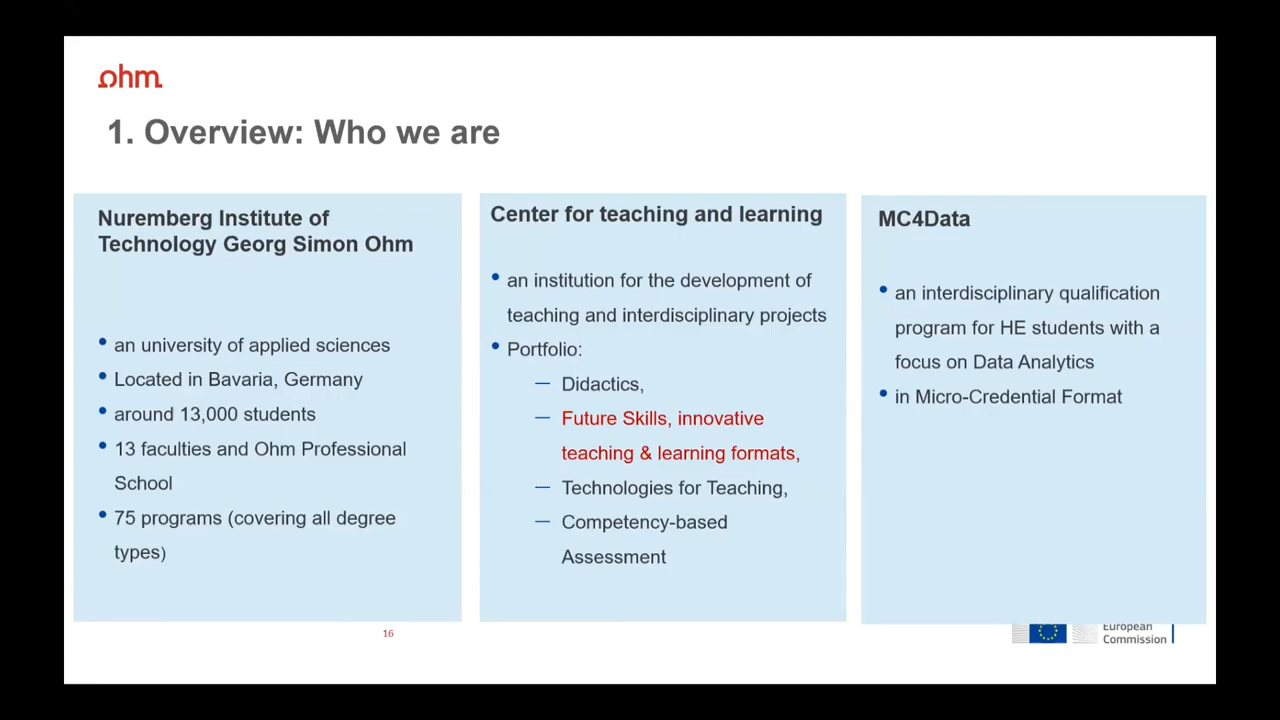 ohm
1. Overview: Who we are
Nuremberg Institute of
Technology Georg Simon Ohm
• an university of applied sciences
• Located in Bavaria, Germany
• around 13,000 students
• 13 faculties and Ohm Professional
School
• 75 programs (covering all degree
types)
Center for teaching and learning
• an institution for the development of
teaching and interdisciplinary projects
• Portfolio:
— Didactics,
— Future Skills, innovative
teaching & learning formats,
— Technologies for Teaching,
— Competency-based
Assessment
MC4Data
• an interdisciplinary qualification
program for HE students with a
focus on Data Analytics
• in Micro-Credential Format
16
European
Commission